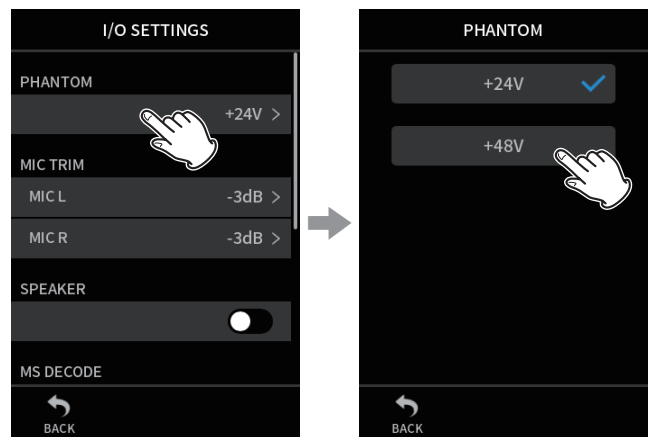 I/O SETTINGS
PHANTOM
+24V >
MIC TRIM
MIC L -3dB >
MIC R -3dB >
SPEAKER
MS DECODE
BACK
PHANTOM
+24V
+48V
BACK